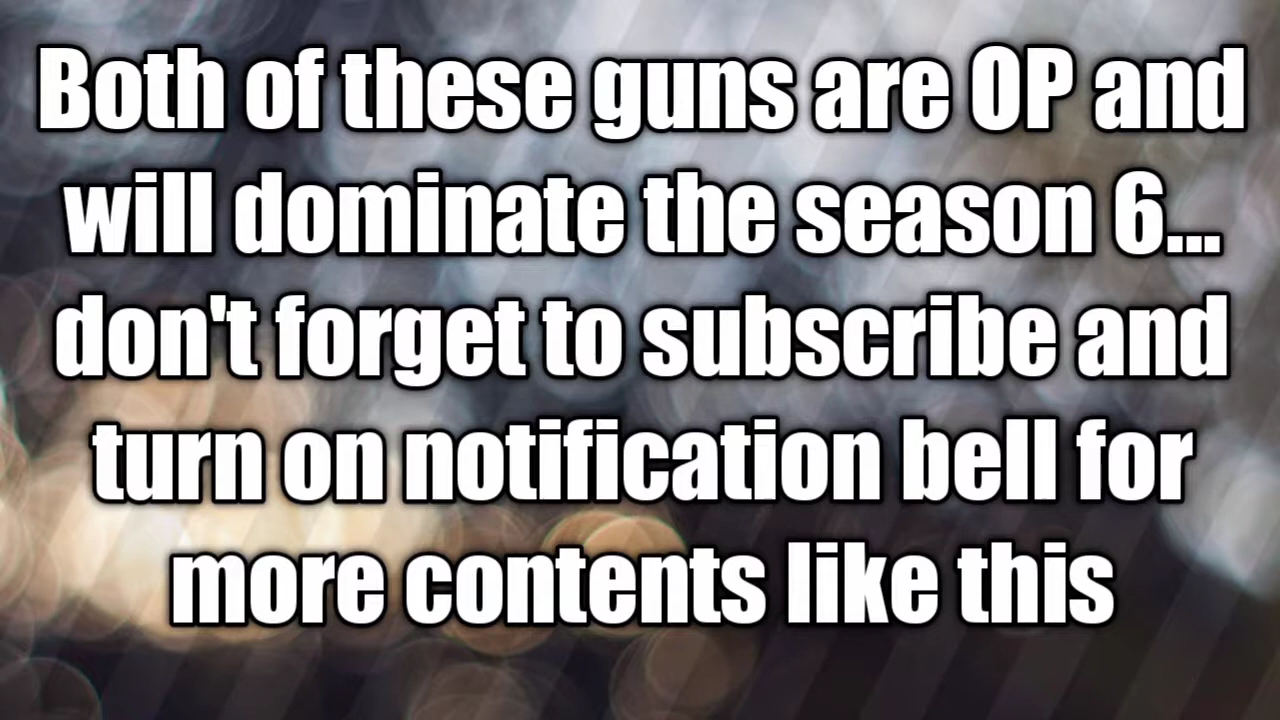 Both of these guns are OP and
will dominate the season 6...
don't forget to subscribe and
turn on notification bell for
more contents like this